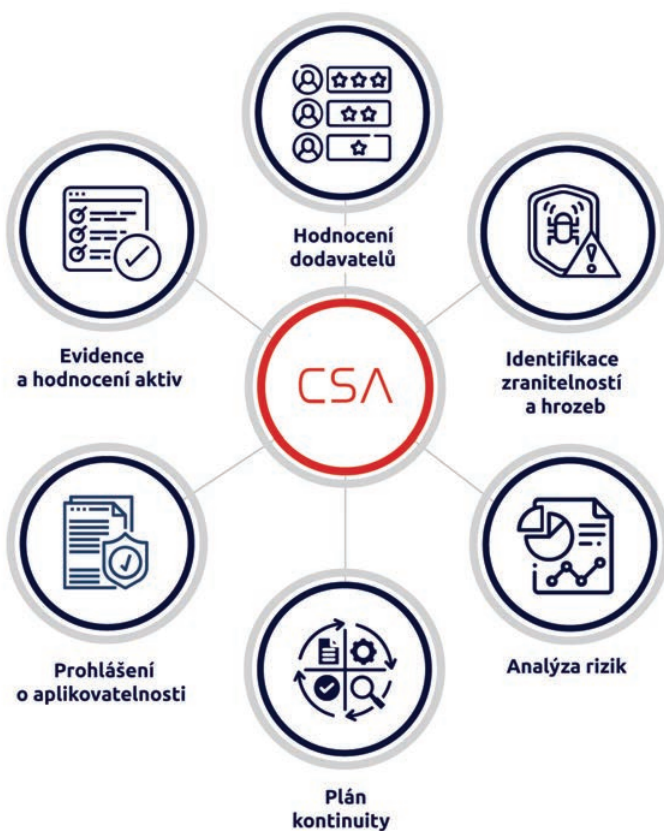 Hodnocení
dodavatelů
Evidence
a hodnocení aktiv
Identifikace
zranitelností
a hrozeb
CSA
Prohlášení
o aplikovatelnosti
Analýza rizik
Plán
kontinuity